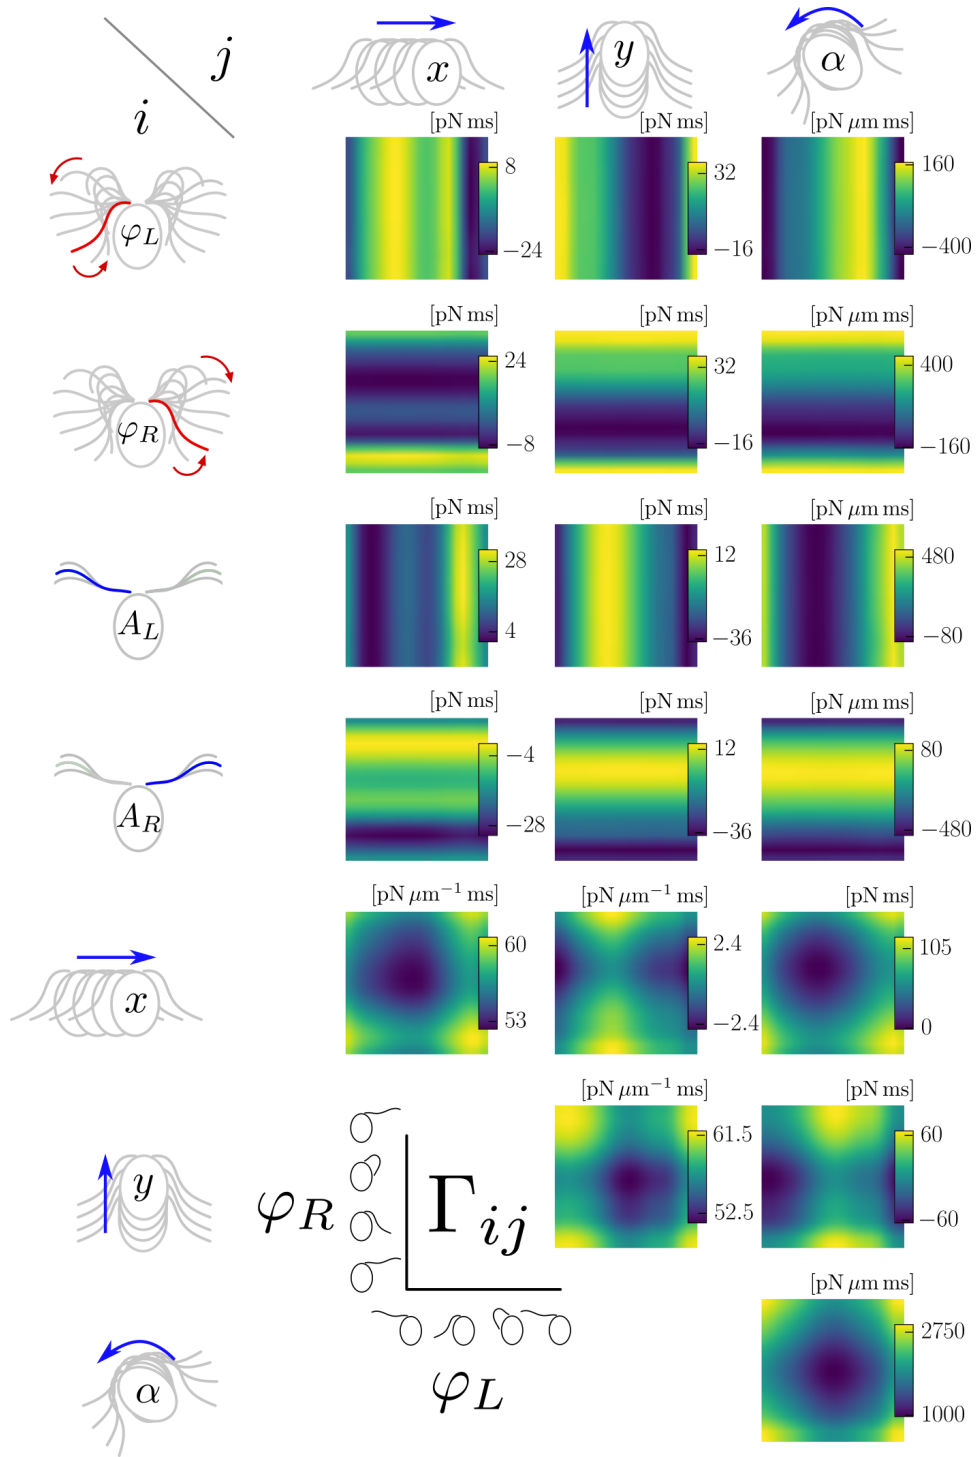 j
i
x
y
α
[pN ms]
[pN ms]
[pN μm ms]
φL
8
−24
32
−16
160
−400
[pN ms]
[pN ms]
[pN μm ms]
φR
24
−8
32
−16
400
−160
[pN ms]
[pN ms]
[pN μm ms]
AL
28
4
12
−36
480
−80
[pN ms]
[pN ms]
[pN μm ms]
AR
−4
−28
12
−36
80
−480
[pN μm⁻¹ ms]
[pN μm⁻¹ ms]
[pN ms]
x
60
53
2.4
−2.4
105
0
[pN μm⁻¹ ms]
[pN ms]
y
φR
Γij
61.5
52.5
60
−60
[pN μm ms]
α
φL
2750
1000